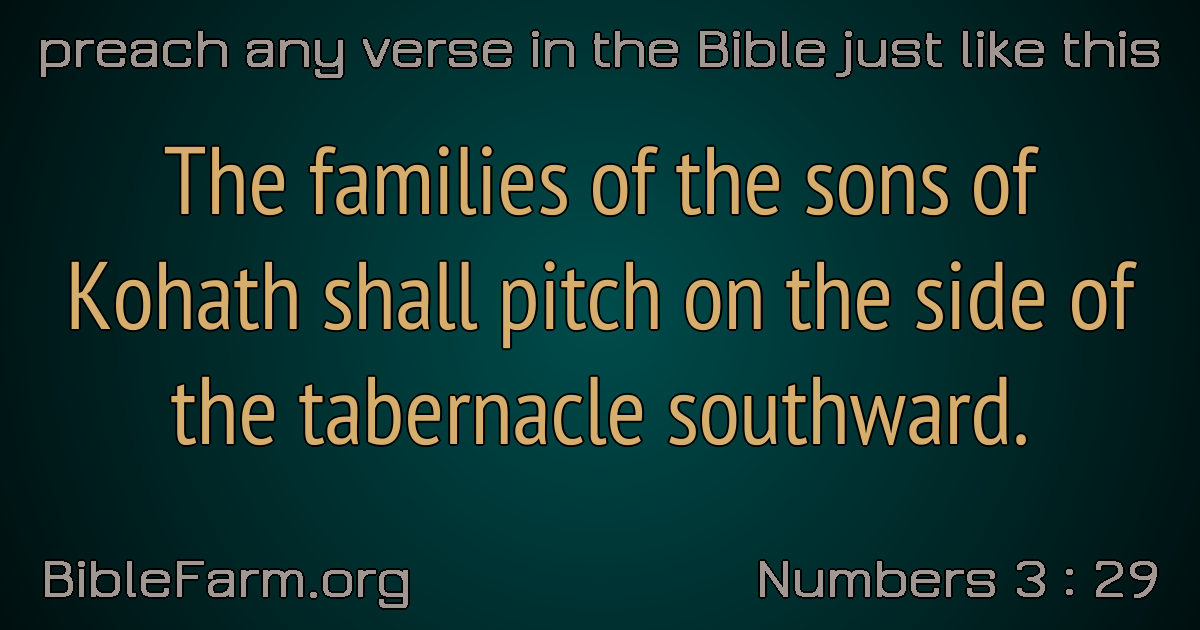 preach any verse in the Bible just like this
The families of the sons of
Kohath shall pitch on the side of
the tabernacle southward.
BibleFarm.org
Numbers 3 : 29